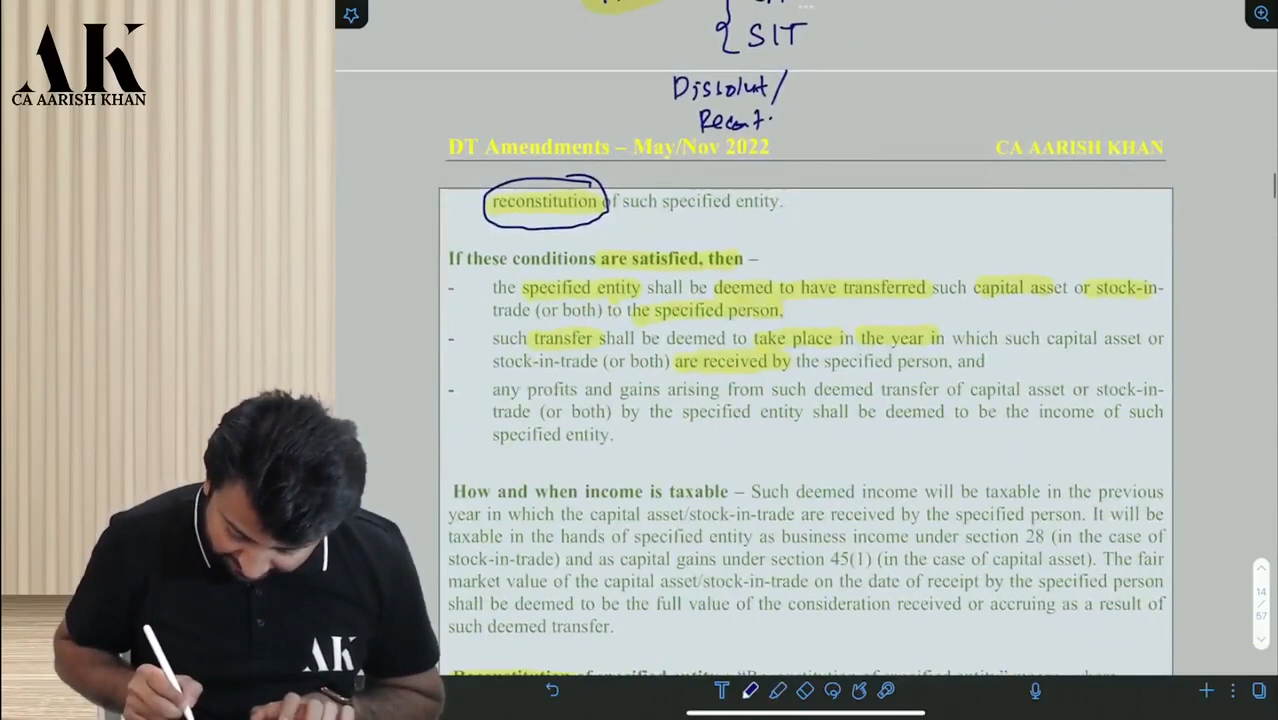 AK
CA AARISH KHAN
SIT
Dissolut/
Reconst.
DT Amendments – May/Nov 2022 CA AARISH KHAN
reconstitution of such specified entity.
If these conditions are satisfied, then –
- the specified entity shall be deemed to have transferred such capital asset or stock-in-
trade (or both) to the specified person,
- such transfer shall be deemed to take place in the year in which such capital asset or
stock-in-trade (or both) are received by the specified person, and
- any profits and gains arising from such deemed transfer of capital asset or stock-in-
trade (or both) by the specified entity shall be deemed to be the income of such
specified entity.
How and when income is taxable – Such deemed income will be taxable in the previous
year in which the capital asset/stock-in-trade are received by the specified person. It will be
taxable in the hands of specified entity as business income under section 28 (in the case of
stock-in-trade) and as capital gains under section 45(1) (in the case of capital asset). The fair
market value of the capital asset/stock-in-trade on the date of receipt by the specified person
shall be deemed to be the full value of the consideration received or accruing as a result of
such deemed transfer.
AK
14
/
57
T